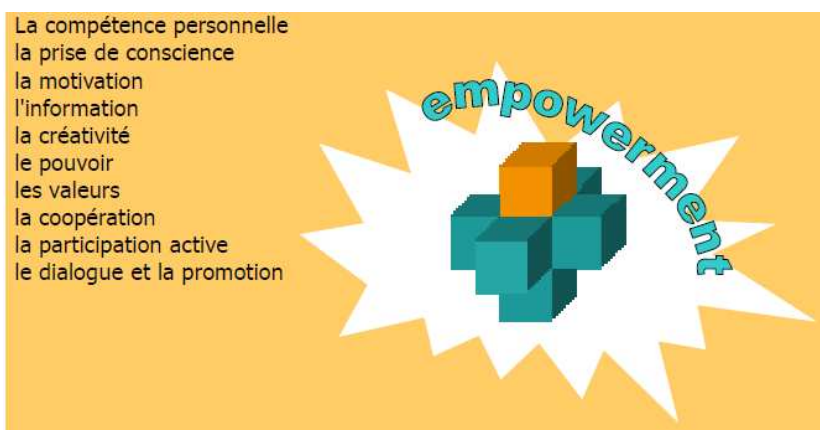 La compétence personnelle
la prise de conscience
la motivation
l'information
la créativité
le pouvoir
les valeurs
la coopération
la participation active
le dialogue et la promotion
empowerment